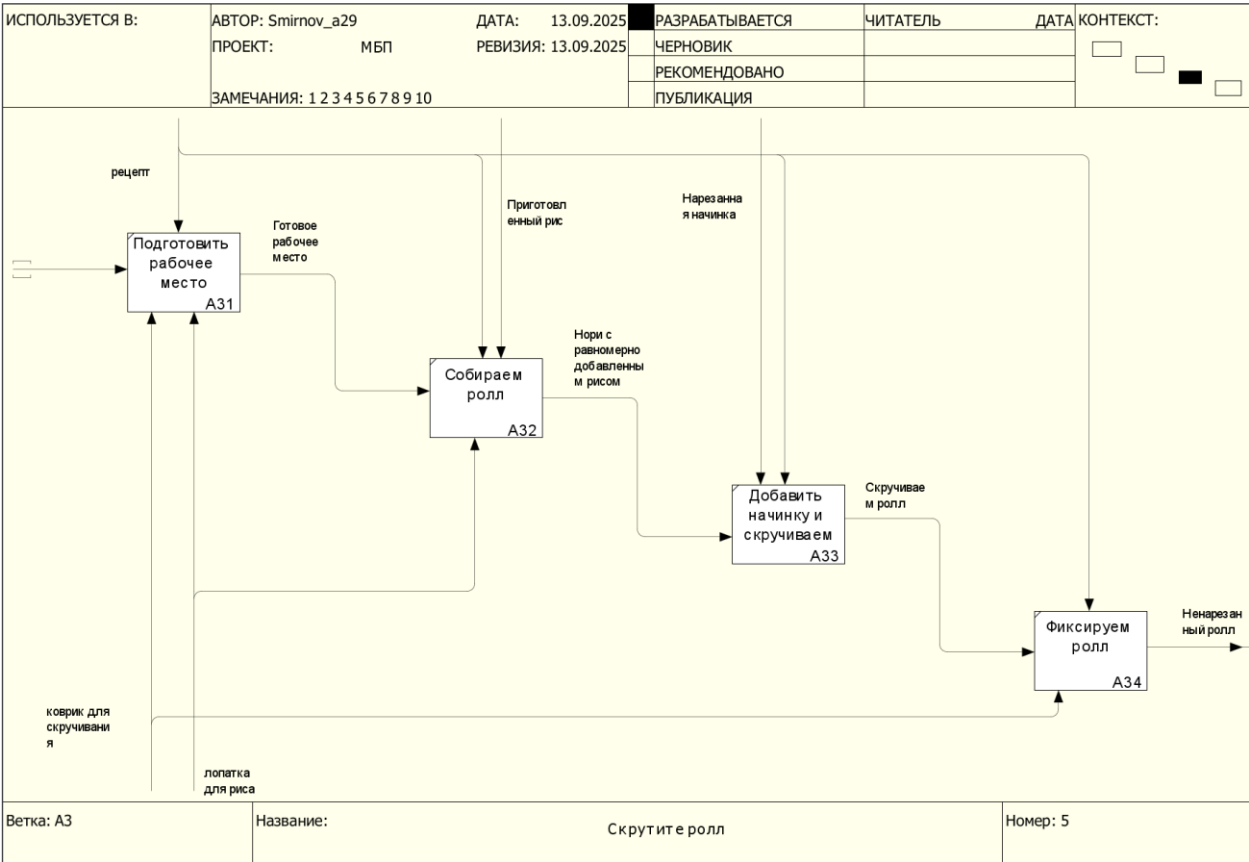 ИСПОЛЬЗУЕТСЯ В:
АВТОР: Smirnov_a29
ДАТА: 13.09.2025
ПРОЕКТ: МБП
РЕВИЗИЯ: 13.09.2025
ЗАМЕЧАНИЯ: 1 2 3 4 5 6 7 8 9 10
РАЗРАБАТЫВАЕТСЯ
ЧЕРНОВИК
РЕКОМЕНДОВАНО
ПУБЛИКАЦИЯ
ЧИТАТЕЛЬ
ДАТА
КОНТЕКСТ:
рецепт
Приготовл
енный рис
Нарезанна
я начинка
Подготовить
рабочее
место
A31
Готовое
рабочее
место
Собираем
ролл
A32
Нори с
равномерно
добавленны
м рисом
Добавить
начинку и
скручиваем
A33
Скручивае
м ролл
Фиксируем
ролл
A34
Ненарезан
ный ролл
коврик для
скручивани
я
лопатка
для риса
Ветка: A3
Название:
Скрутите ролл
Номер: 5